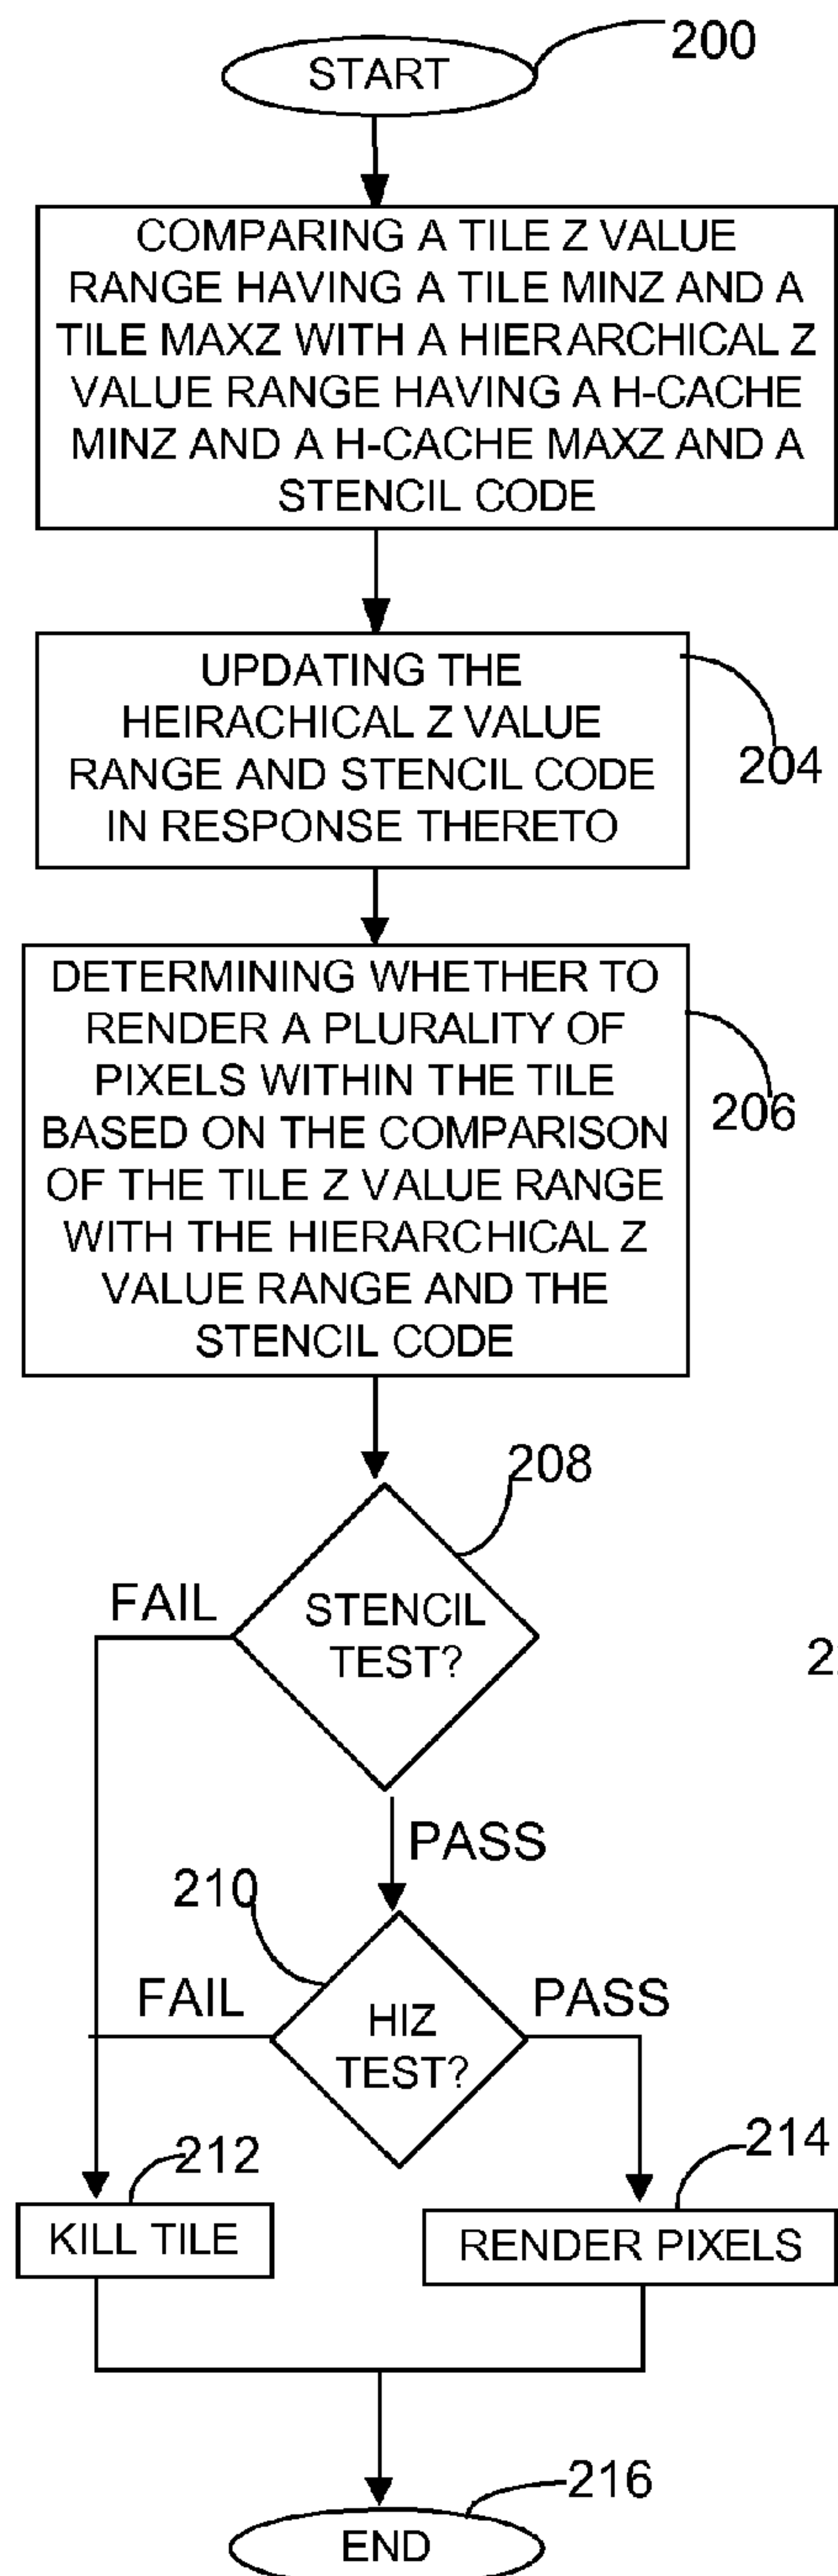 200
START
COMPARING A TILE Z VALUE
RANGE HAVING A TILE MINZ AND A
TILE MAXZ WITH A HIERARCHICAL Z
VALUE RANGE HAVING A H-CACHE
MINZ AND A H-CACHE MAXZ AND A
STENCIL CODE
UPDATING THE
HEIRACHICAL Z VALUE
RANGE AND STENCIL CODE
IN RESPONSE THERETO
204
DETERMINING WHETHER TO
RENDER A PLURALITY OF
PIXELS WITHIN THE TILE
BASED ON THE COMPARISON
OF THE TILE Z VALUE RANGE
WITH THE HIERARCHICAL Z
VALUE RANGE AND THE
STENCIL CODE
206
208
FAIL
STENCIL
TEST?
PASS
210
FAIL
HIZ
TEST?
PASS
212
214
KILL TILE
RENDER PIXELS
216
END